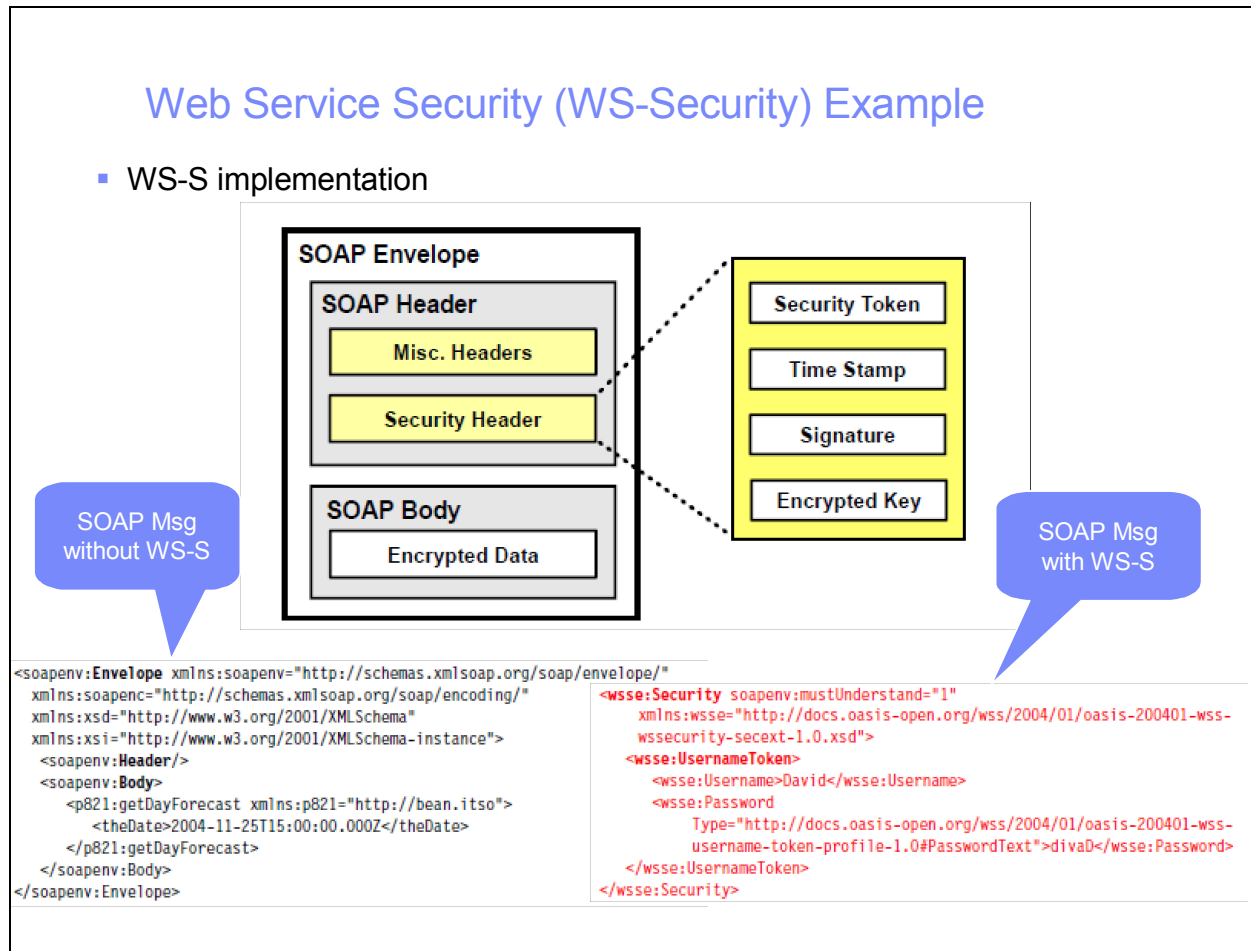 Web Service Security (WS-Security) Example
▪ WS-S implementation
SOAP Envelope
SOAP Header
Misc. Headers
Security Header
SOAP Body
Encrypted Data
Security Token
Time Stamp
Signature
Encrypted Key
SOAP Msg
without WS-S
SOAP Msg
with WS-S
<soapenv:Envelope xmlns:soapenv="http://schemas.xmlsoap.org/soap/envelope/"
xmlns:soapenc="http://schemas.xmlsoap.org/soap/encoding/"
xmlns:xsd="http://www.w3.org/2001/XMLSchema"
xmlns:xsi="http://www.w3.org/2001/XMLSchema-instance">
<soapenv:Header/>
<soapenv:Body>
<p821:getDayForecast xmlns:p821="http://bean.itso">
<theDate>2004-11-25T15:00:00.000Z</theDate>
</p821:getDayForecast>
</soapenv:Body>
</soapenv:Envelope>
<wsse:Security soapenv:mustUnderstand="1"
xmlns:wsse="http://docs.oasis-open.org/wss/2004/01/oasis-200401-wss-
wssecurity-secext-1.0.xsd">
<wsse:UsernameToken>
<wsse:Username>David</wsse:Username>
<wsse:Password
Type="http://docs.oasis-open.org/wss/2004/01/oasis-200401-wss-
username-token-profile-1.0#PasswordText">divaD</wsse:Password>
</wsse:UsernameToken>
</wsse:Security>